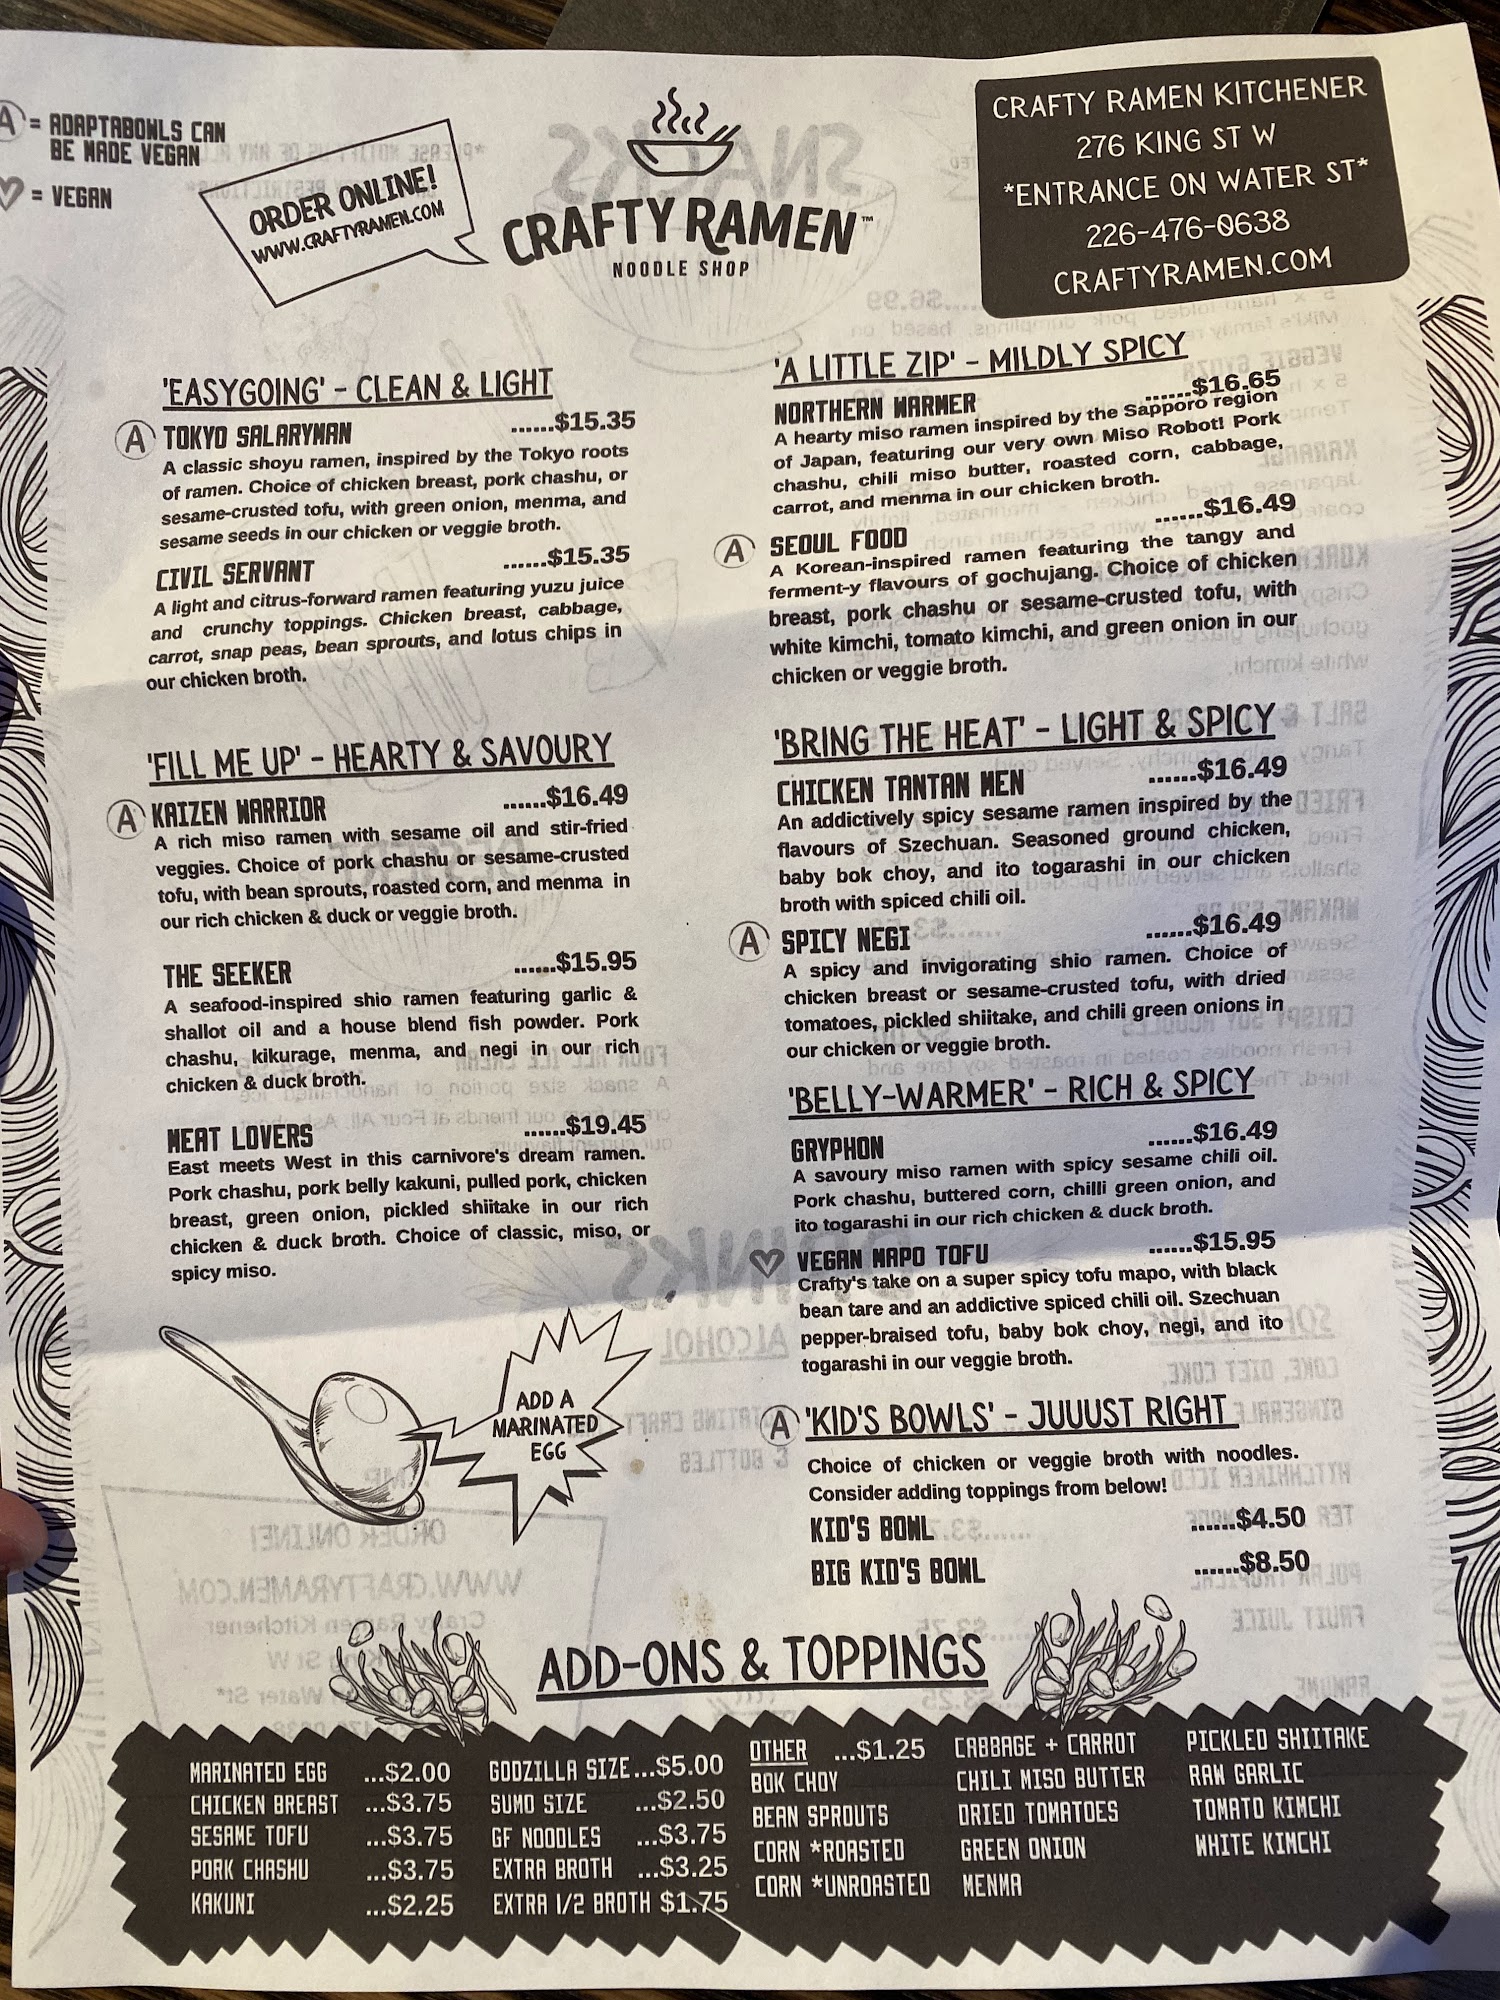 A = ADAPTABOWLS CAN
BE MADE VEGAN
♡ = VEGAN
ORDER ONLINE!
WWW.CRAFTYRAMEN.COM
CRAFTY RAMEN™
NOODLE SHOP
CRAFTY RAMEN KITCHENER
276 KING ST W
*ENTRANCE ON WATER ST*
226-476-0638
CRAFTYRAMEN.COM
'EASYGOING' - CLEAN & LIGHT
A TOKYO SALARYMAN ......$15.35
A classic shoyu ramen, inspired by the Tokyo roots
of ramen. Choice of chicken breast, pork chashu, or
sesame-crusted tofu, with green onion, menma, and
sesame seeds in our chicken or veggie broth.
CIVIL SERVANT ......$15.35
A light and citrus-forward ramen featuring yuzu juice
and crunchy toppings. Chicken breast, cabbage,
carrot, snap peas, bean sprouts, and lotus chips in
our chicken broth.
'FILL ME UP' - HEARTY & SAVOURY
A KAIZEN WARRIOR ......$16.49
A rich miso ramen with sesame oil and stir-fried
veggies. Choice of pork chashu or sesame-crusted
tofu, with bean sprouts, roasted corn, and menma in
our rich chicken & duck or veggie broth.
THE SEEKER ......$15.95
A seafood-inspired shio ramen featuring garlic &
shallot oil and a house blend fish powder. Pork
chashu, kikurage, menma, and negi in our rich
chicken & duck broth.
MEAT LOVERS ......$19.45
East meets West in this carnivore's dream ramen.
Pork chashu, pork belly kakuni, pulled pork, chicken
breast, green onion, pickled shiitake in our rich
chicken & duck broth. Choice of classic, miso, or
spicy miso.
ADD A
MARINATED
EGG
'A LITTLE ZIP' - MILDLY SPICY
NORTHERN WARMER ......$16.65
A hearty miso ramen inspired by the Sapporo region
of Japan, featuring our very own Miso Robot! Pork
chashu, chili miso butter, roasted corn, cabbage,
carrot, and menma in our chicken broth.
A SEOUL FOOD ......$16.49
A Korean-inspired ramen featuring the tangy and
ferment-y flavours of gochujang. Choice of chicken
breast, pork chashu or sesame-crusted tofu, with
white kimchi, tomato kimchi, and green onion in our
chicken or veggie broth.
'BRING THE HEAT' - LIGHT & SPICY
CHICKEN TANTAN MEN ......$16.49
An addictively spicy sesame ramen inspired by the
flavours of Szechuan. Seasoned ground chicken,
baby bok choy, and ito togarashi in our chicken
broth with spiced chili oil.
A SPICY NEGI ......$16.49
A spicy and invigorating shio ramen. Choice of
chicken breast or sesame-crusted tofu, with dried
tomatoes, pickled shiitake, and chili green onions in
our chicken or veggie broth.
'BELLY-WARMER' - RICH & SPICY
GRYPHON ......$16.49
A savoury miso ramen with spicy sesame chili oil.
Pork chashu, buttered corn, chilli green onion, and
ito togarashi in our rich chicken & duck broth.
♡ VEGAN MAPO TOFU ......$15.95
Crafty's take on a super spicy tofu mapo, with black
bean tare and an addictive spiced chili oil. Szechuan
pepper-braised tofu, baby bok choy, negi, and ito
togarashi in our veggie broth.
A 'KID'S BOWLS' - JUUUST RIGHT
Choice of chicken or veggie broth with noodles.
Consider adding toppings from below!
KID'S BOWL ......$4.50
BIG KID'S BOWL ......$8.50
ADD-ONS & TOPPINGS
MARINATED EGG ...$2.00
CHICKEN BREAST ...$3.75
SESAME TOFU ...$3.75
PORK CHASHU ...$3.75
KAKUNI ...$2.25
GODZILLA SIZE...$5.00
SUMO SIZE ...$2.50
GF NOODLES ...$3.75
EXTRA BROTH ...$3.25
EXTRA 1/2 BROTH $1.75
OTHER ...$1.25
BOK CHOY
BEAN SPROUTS
CORN *ROASTED
CORN *UNROASTED
CABBAGE + CARROT
CHILI MISO BUTTER
DRIED TOMATOES
GREEN ONION
MENMA
PICKLED SHIITAKE
RAW GARLIC
TOMATO KIMCHI
WHITE KIMCHI